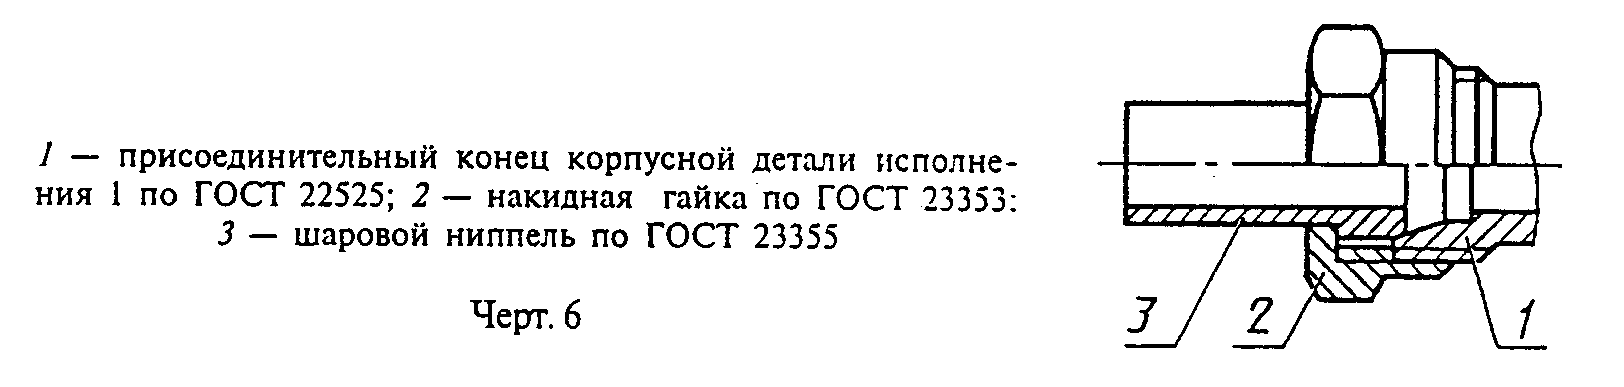 1 — присоединительный конец корпусной детали исполне-
ния 1 по ГОСТ 22525; 2 — накидная гайка по ГОСТ 23353;
3 — шаровой ниппель по ГОСТ 23355
Черт. 6
3 2 1